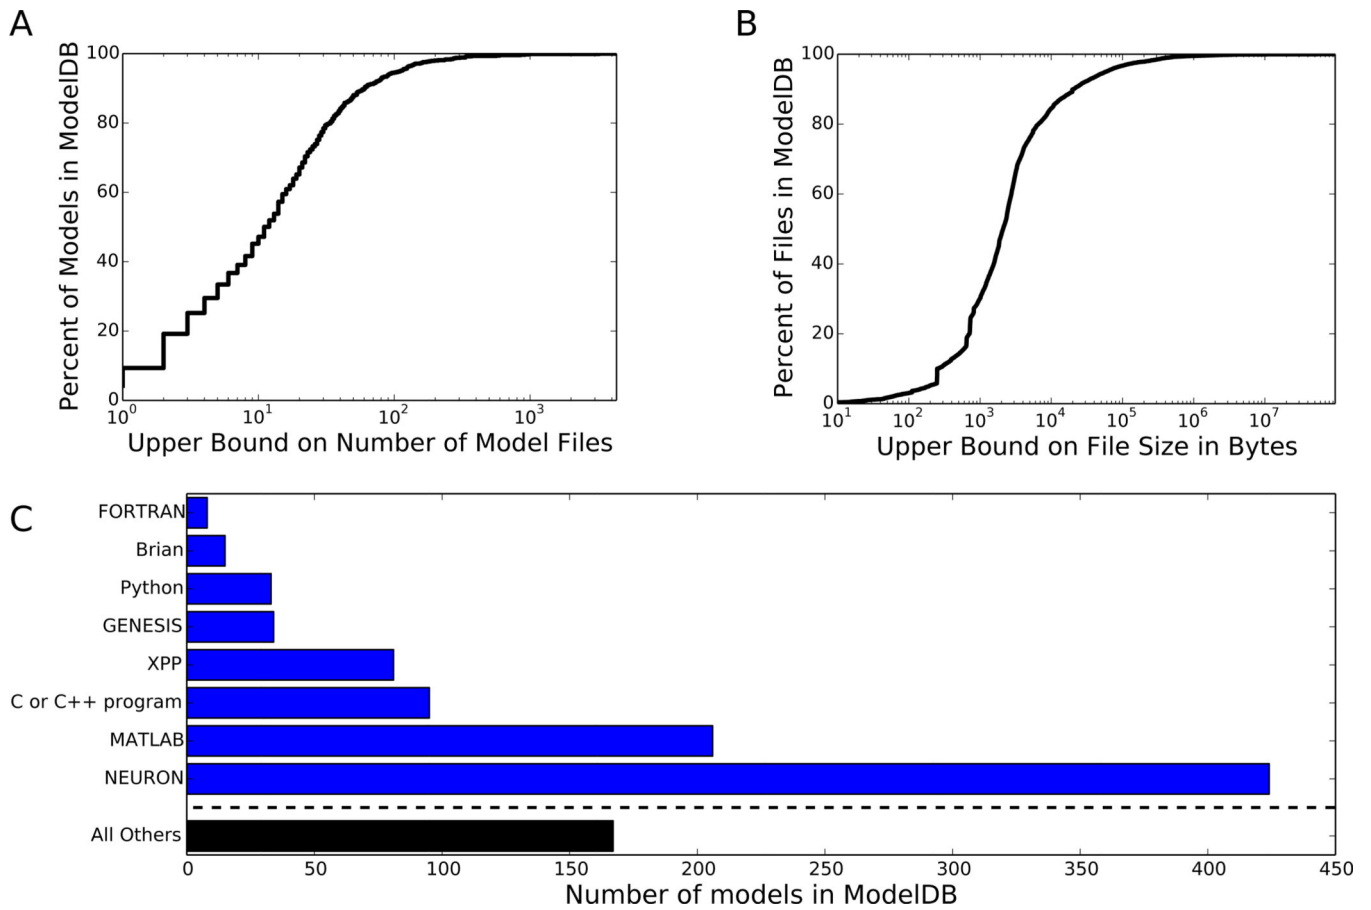 A
B
Percent of Models in ModelDB
100
80
60
40
20
0
10^0 10^1 10^2 10^3
Upper Bound on Number of Model Files
Percent of Files in ModelDB
100
80
60
40
20
0
10^1 10^2 10^3 10^4 10^5 10^6 10^7
Upper Bound on File Size in Bytes
C
FORTRAN
Brian
Python
GENESIS
XPP
C or C++ program
MATLAB
NEURON
All Others
0 50 100 150 200 250 300 350 400 450
Number of models in ModelDB